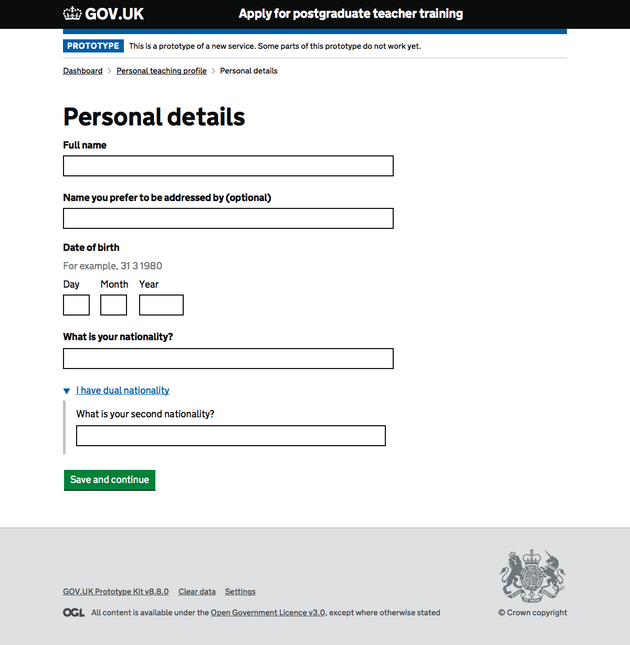 GOV.UK
Apply for postgraduate teacher training
PROTOTYPE This is a prototype of a new service. Some parts of this prototype do not work yet.
Dashboard > Personal teaching profile > Personal details
Personal details
Full name
Name you prefer to be addressed by (optional)
Date of birth
For example, 31 3 1980
Day Month Year
What is your nationality?
I have dual nationality
What is your second nationality?
Save and continue
GOV.UK Prototype Kit v8.8.0 Clear data Settings
OGL All content is available under the Open Government Licence v3.0, except where otherwise stated
© Crown copyright